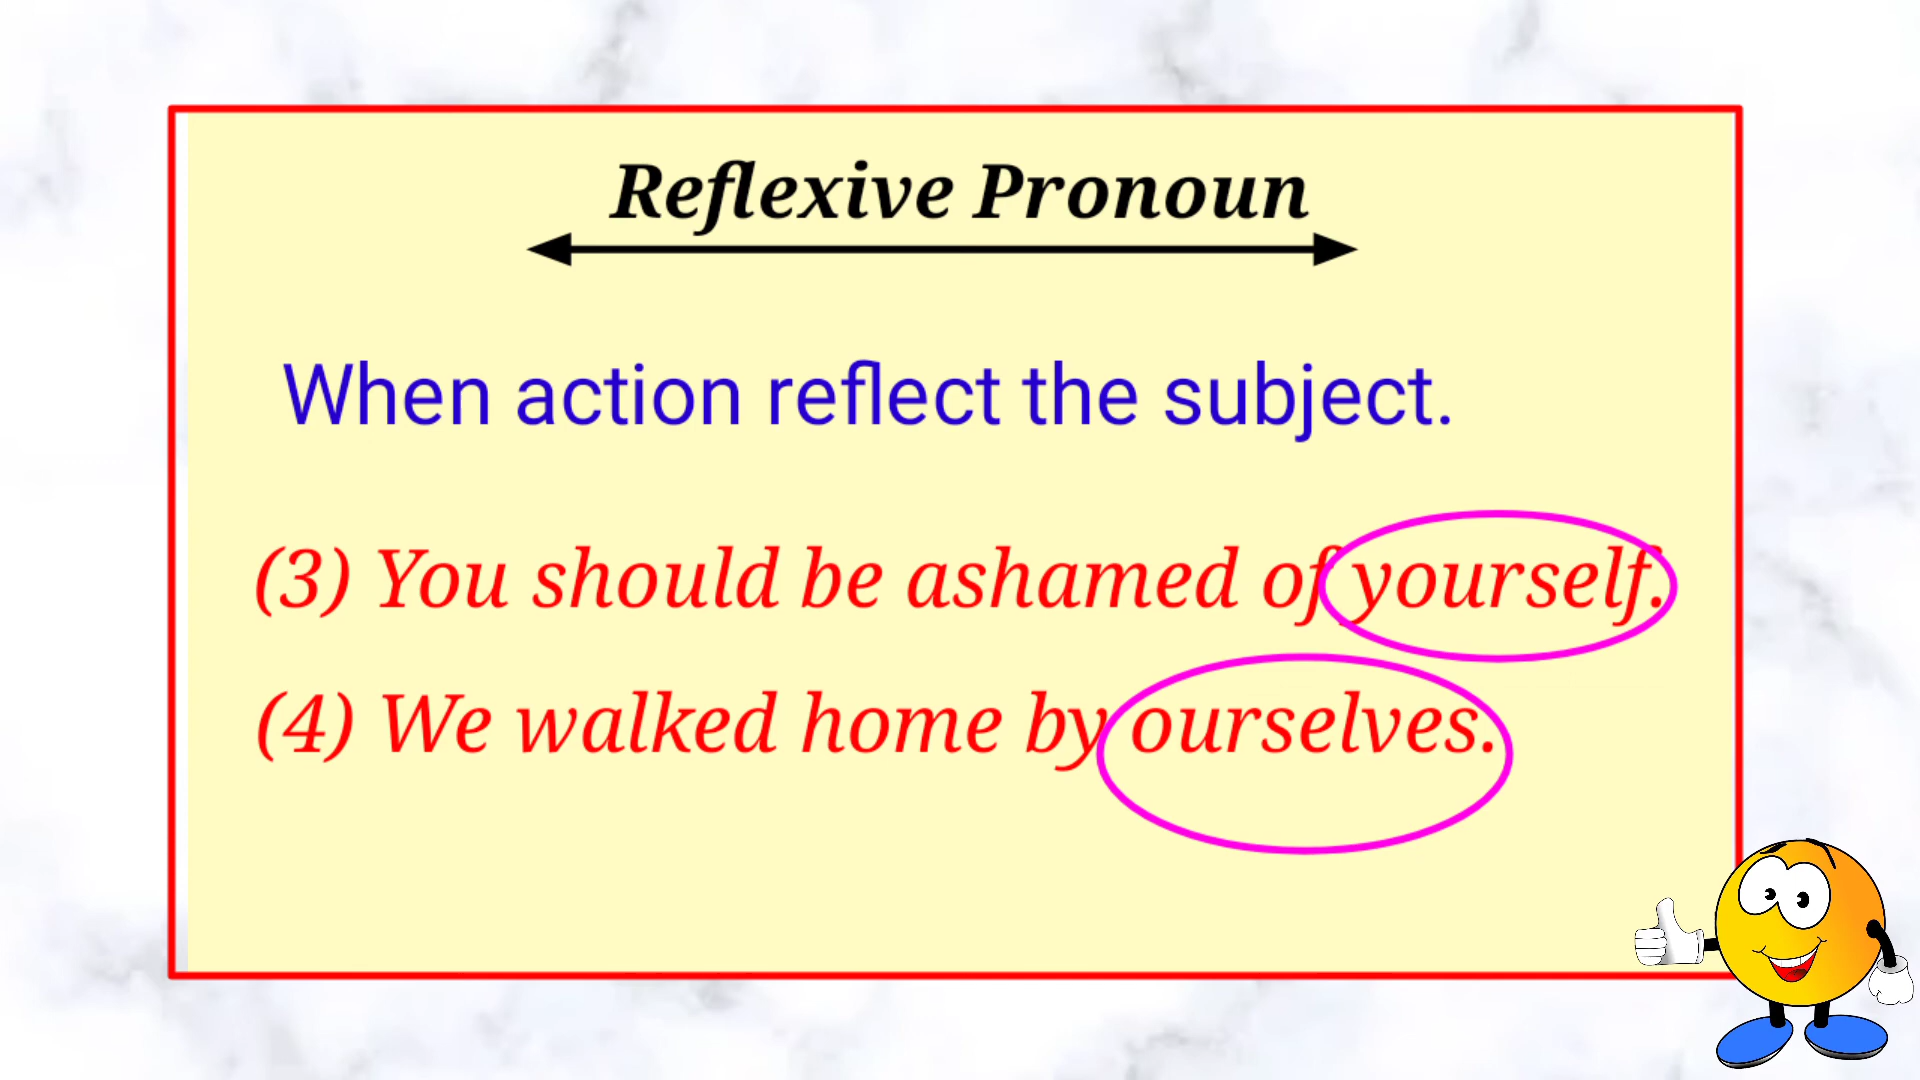 Reflexive Pronoun
When action reflect the subject.
(3) You should be ashamed of yourself.
(4) We walked home by ourselves.